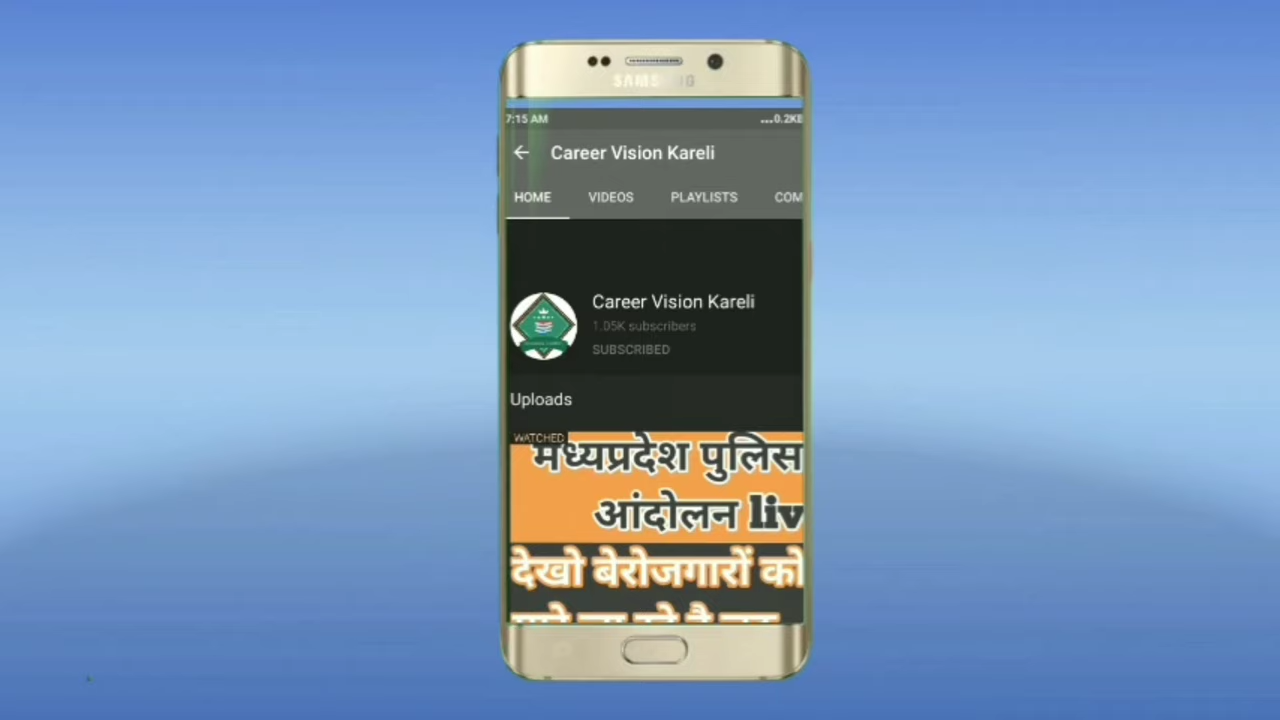 SAMSUNG
7:15 AM ...0.2KB
Career Vision Kareli
HOME VIDEOS PLAYLISTS COM
Career Vision Kareli
1.05K subscribers
SUBSCRIBED
Uploads
WATCHED
मध्यप्रदेश पुलिस
आंदोलन liv
देखो बेरोजगारों को